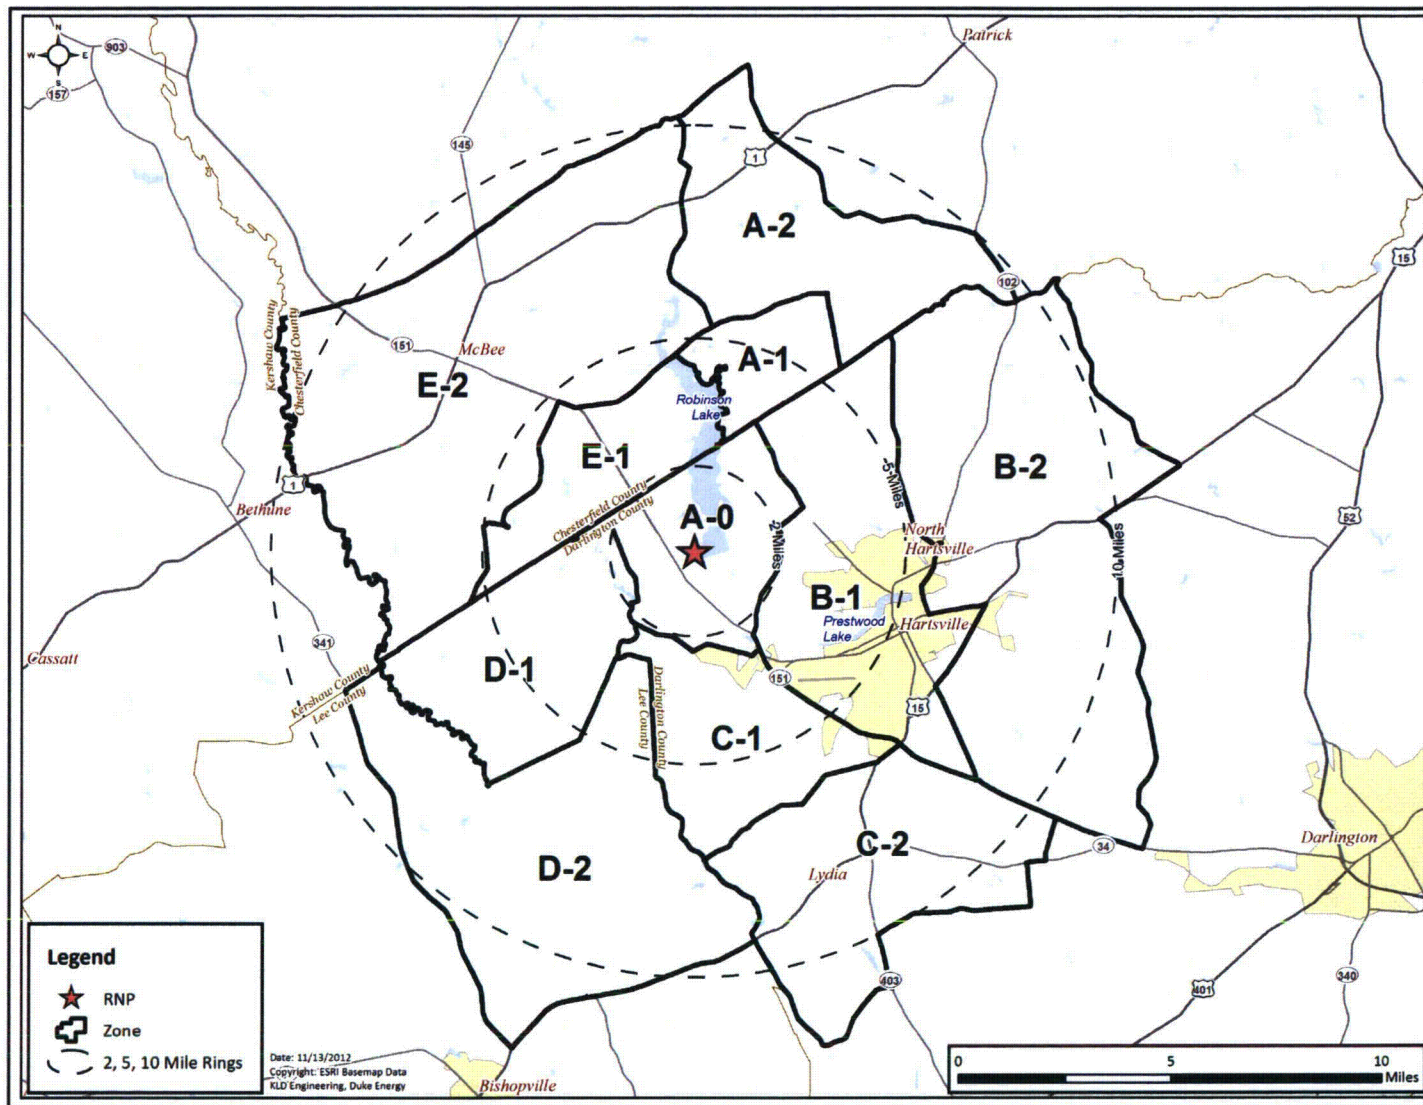 N
W
E
S
903
157
Patrick
145
1
A-2
15
102
Kershaw County
Chesterfield County
151
McBee
E-2
A-1
Robinson
Lake
E-1
5 Miles
B-2
1
Bethune
Chesterfield County
Darlington County
A-0
2 Miles
North
Hartsville
52
10 Miles
B-1
Prestwood
Lake
Hartsville
341
Cassatt
D-1
Kershaw County
Lee County
Darlington County
Lee County
151
15
C-1
C-2
34
Darlington
D-2
Lydia
403
401
340
Legend
RNP
Zone
2, 5, 10 Mile Rings
Date: 11/13/2012
Copyright: ESRI Basemap Data
KLD Engineering, Duke Energy
Bishopville
0
5
10
Miles